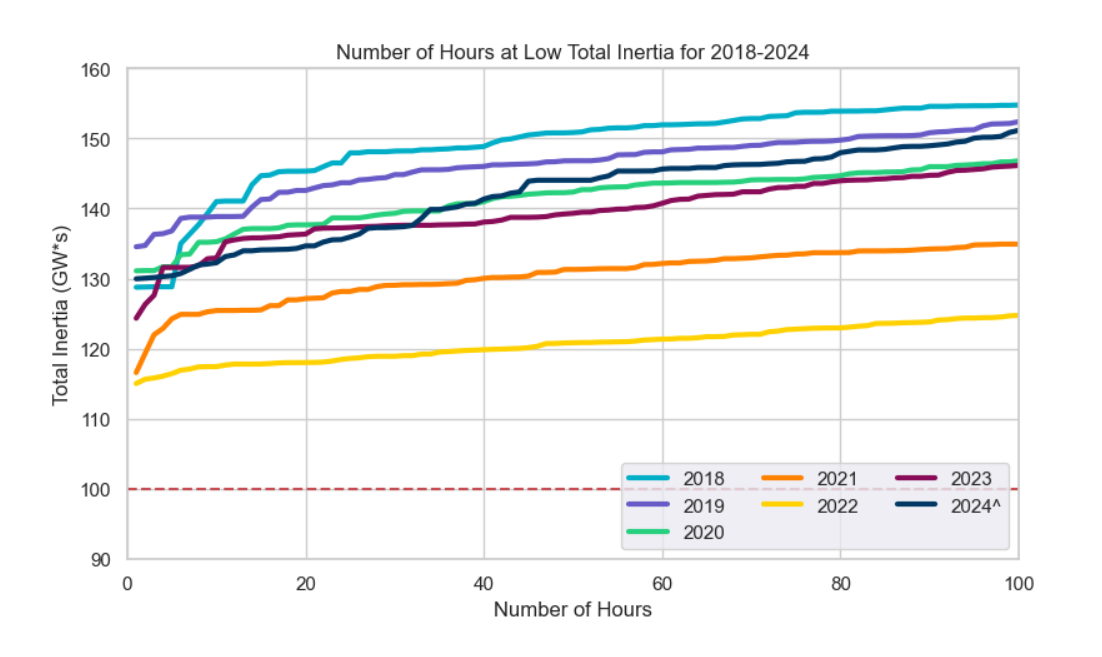 Number of Hours at Low Total Inertia for 2018-2024
Total Inertia (GW*s)
160
150
140
130
120
110
100
90
0 20 40 60 80 100
Number of Hours
2018 2021 2023
2019 2022 2024^
2020